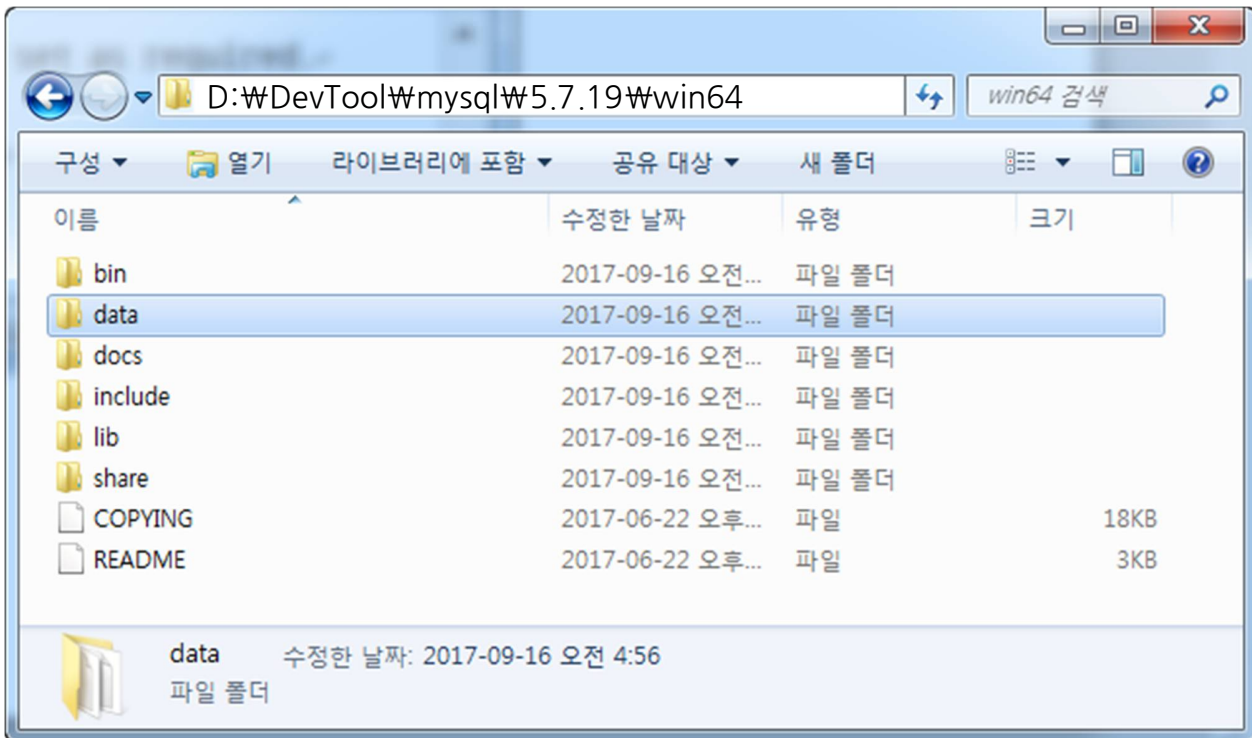 set as required.-
D:₩DevTool₩mysql₩5.7.19₩win64 win64 검색
구성 열기 라이브러리에 포함 공유 대상 새 폴더
이름 수정한 날짜 유형 크기
bin 2017-09-16 오전... 파일 폴더
data 2017-09-16 오전... 파일 폴더
docs 2017-09-16 오전... 파일 폴더
include 2017-09-16 오전... 파일 폴더
lib 2017-09-16 오전... 파일 폴더
share 2017-09-16 오전... 파일 폴더
COPYING 2017-06-22 오후... 파일 18KB
README 2017-06-22 오후... 파일 3KB
data 수정한 날짜: 2017-09-16 오전 4:56
파일 폴더